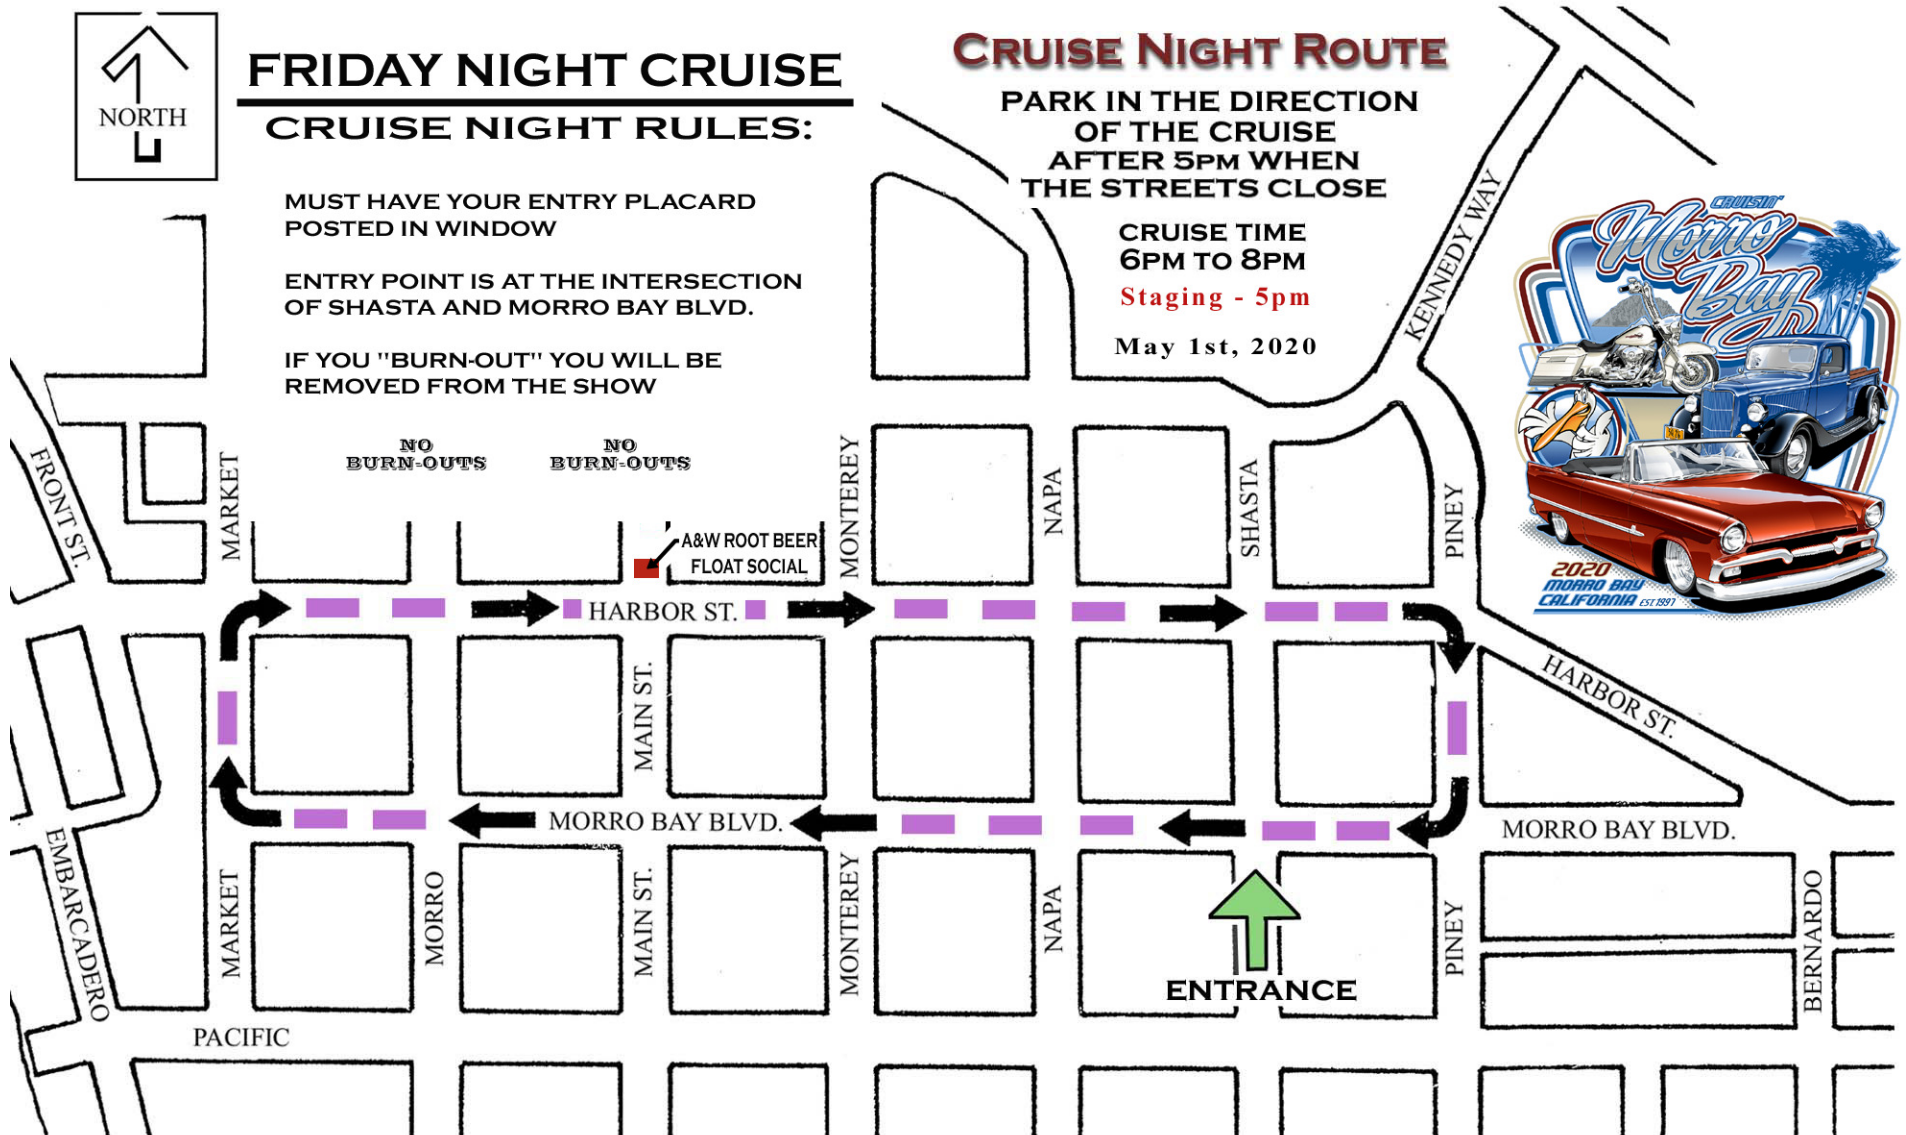 NORTH
FRIDAY NIGHT CRUISE
CRUISE NIGHT RULES:
MUST HAVE YOUR ENTRY PLACARD
POSTED IN WINDOW
ENTRY POINT IS AT THE INTERSECTION
OF SHASTA AND MORRO BAY BLVD.
IF YOU "BURN-OUT" YOU WILL BE
REMOVED FROM THE SHOW
NO
BURN-OUTS
NO
BURN-OUTS
CRUISE NIGHT ROUTE
PARK IN THE DIRECTION
OF THE CRUISE
AFTER 5PM WHEN
THE STREETS CLOSE
CRUISE TIME
6PM TO 8PM
Staging - 5pm
May 1st, 2020
KENNEDY WAY
CRUISIN'
Morro
Bay
2020
MORRO BAY
CALIFORNIA EST.1997
FRONT ST.
MARKET
MONTEREY
NAPA
SHASTA
PINEY
A&W ROOT BEER
FLOAT SOCIAL
HARBOR ST.
HARBOR ST.
MAIN ST.
MORRO BAY BLVD.
MORRO BAY BLVD.
EMBARCADERO
MARKET
MORRO
MAIN ST.
MONTEREY
NAPA
ENTRANCE
PINEY
BERNARDO
PACIFIC